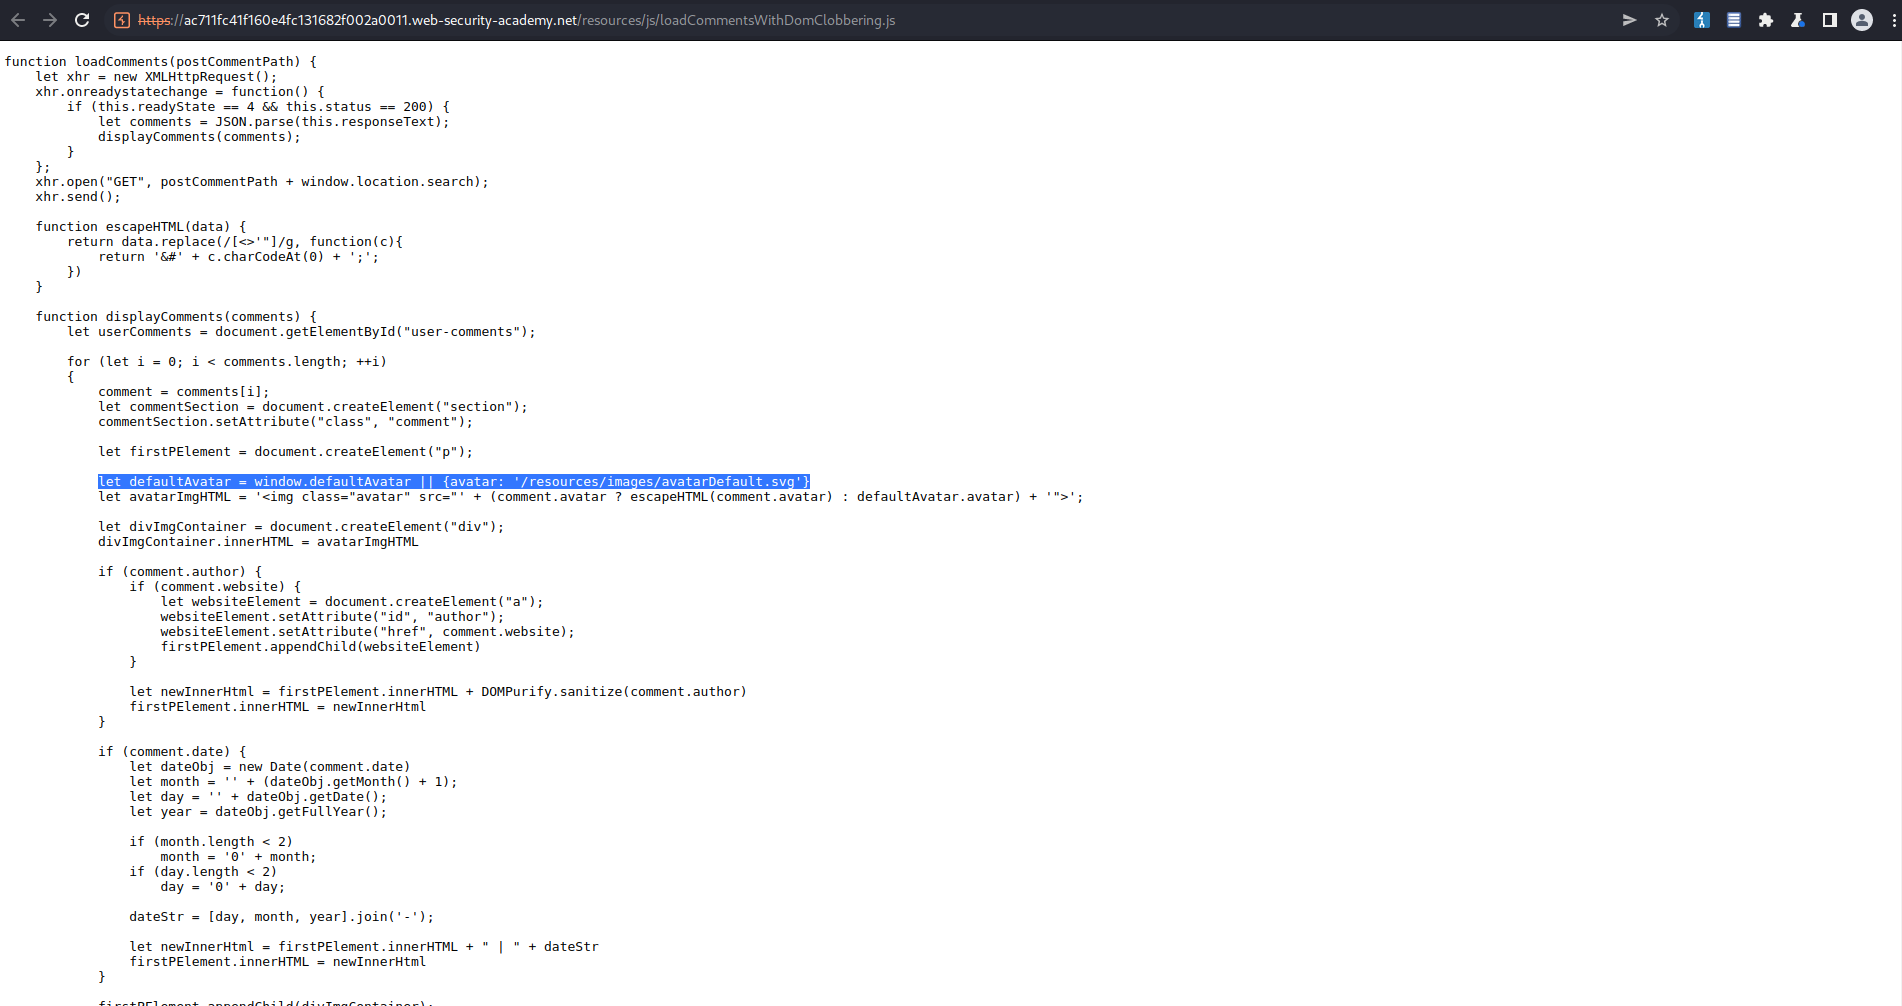 https://ac711fc41f160e4fc131682f002a0011.web-security-academy.net/resources/js/loadCommentsWithDomClobbering.js
function loadComments(postCommentPath) {
    let xhr = new XMLHttpRequest();
    xhr.onreadystatechange = function() {
        if (this.readyState == 4 && this.status == 200) {
            let comments = JSON.parse(this.responseText);
            displayComments(comments);
        }
    };
    xhr.open("GET", postCommentPath + window.location.search);
    xhr.send();

    function escapeHTML(data) {
        return data.replace(/[<>'"]/g, function(c){
            return '&#' + c.charCodeAt(0) + ';';
        })
    }

    function displayComments(comments) {
        let userComments = document.getElementById("user-comments");

        for (let i = 0; i < comments.length; ++i)
        {
            comment = comments[i];
            let commentSection = document.createElement("section");
            commentSection.setAttribute("class", "comment");

            let firstPElement = document.createElement("p");

            let defaultAvatar = window.defaultAvatar || {avatar: '/resources/images/avatarDefault.svg'}
            let avatarImgHTML = '<img class="avatar" src="' + (comment.avatar ? escapeHTML(comment.avatar) : defaultAvatar.avatar) + '">';

            let divImgContainer = document.createElement("div");
            divImgContainer.innerHTML = avatarImgHTML

            if (comment.author) {
                if (comment.website) {
                    let websiteElement = document.createElement("a");
                    websiteElement.setAttribute("id", "author");
                    websiteElement.setAttribute("href", comment.website);
                    firstPElement.appendChild(websiteElement)
                }

                let newInnerHtml = firstPElement.innerHTML + DOMPurify.sanitize(comment.author)
                firstPElement.innerHTML = newInnerHtml
            }

            if (comment.date) {
                let dateObj = new Date(comment.date)
                let month = '' + (dateObj.getMonth() + 1);
                let day = '' + dateObj.getDate();
                let year = dateObj.getFullYear();

                if (month.length < 2)
                    month = '0' + month;
                if (day.length < 2)
                    day = '0' + day;

                dateStr = [day, month, year].join('-');

                let newInnerHtml = firstPElement.innerHTML + " | " + dateStr
                firstPElement.innerHTML = newInnerHtml
            }

            firstPElement.appendChild(divImgContainer);